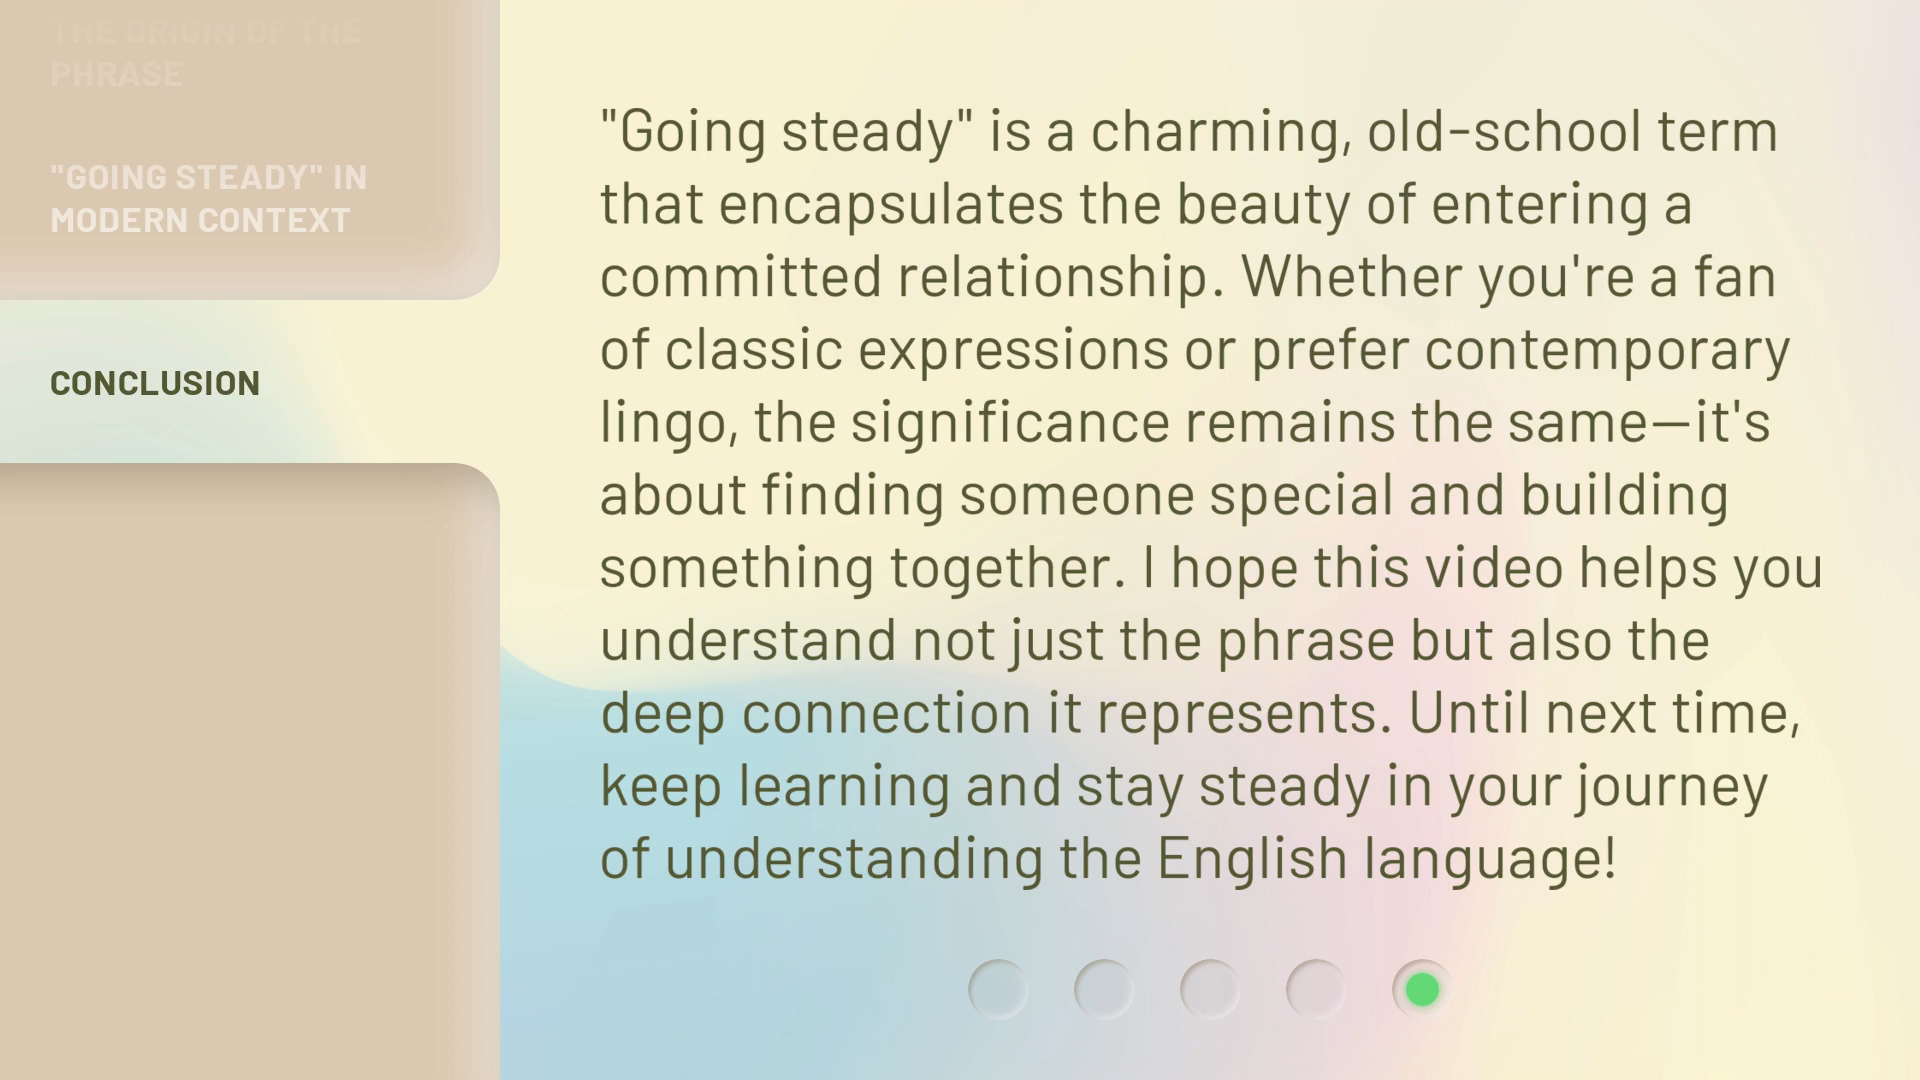 THE ORIGIN OF THE
PHRASE
"GOING STEADY" IN
MODERN CONTEXT
CONCLUSION
"Going steady" is a charming, old-school term
that encapsulates the beauty of entering a
committed relationship. Whether you're a fan
of classic expressions or prefer contemporary
lingo, the significance remains the same—it's
about finding someone special and building
something together. I hope this video helps you
understand not just the phrase but also the
deep connection it represents. Until next time,
keep learning and stay steady in your journey
of understanding the English language!